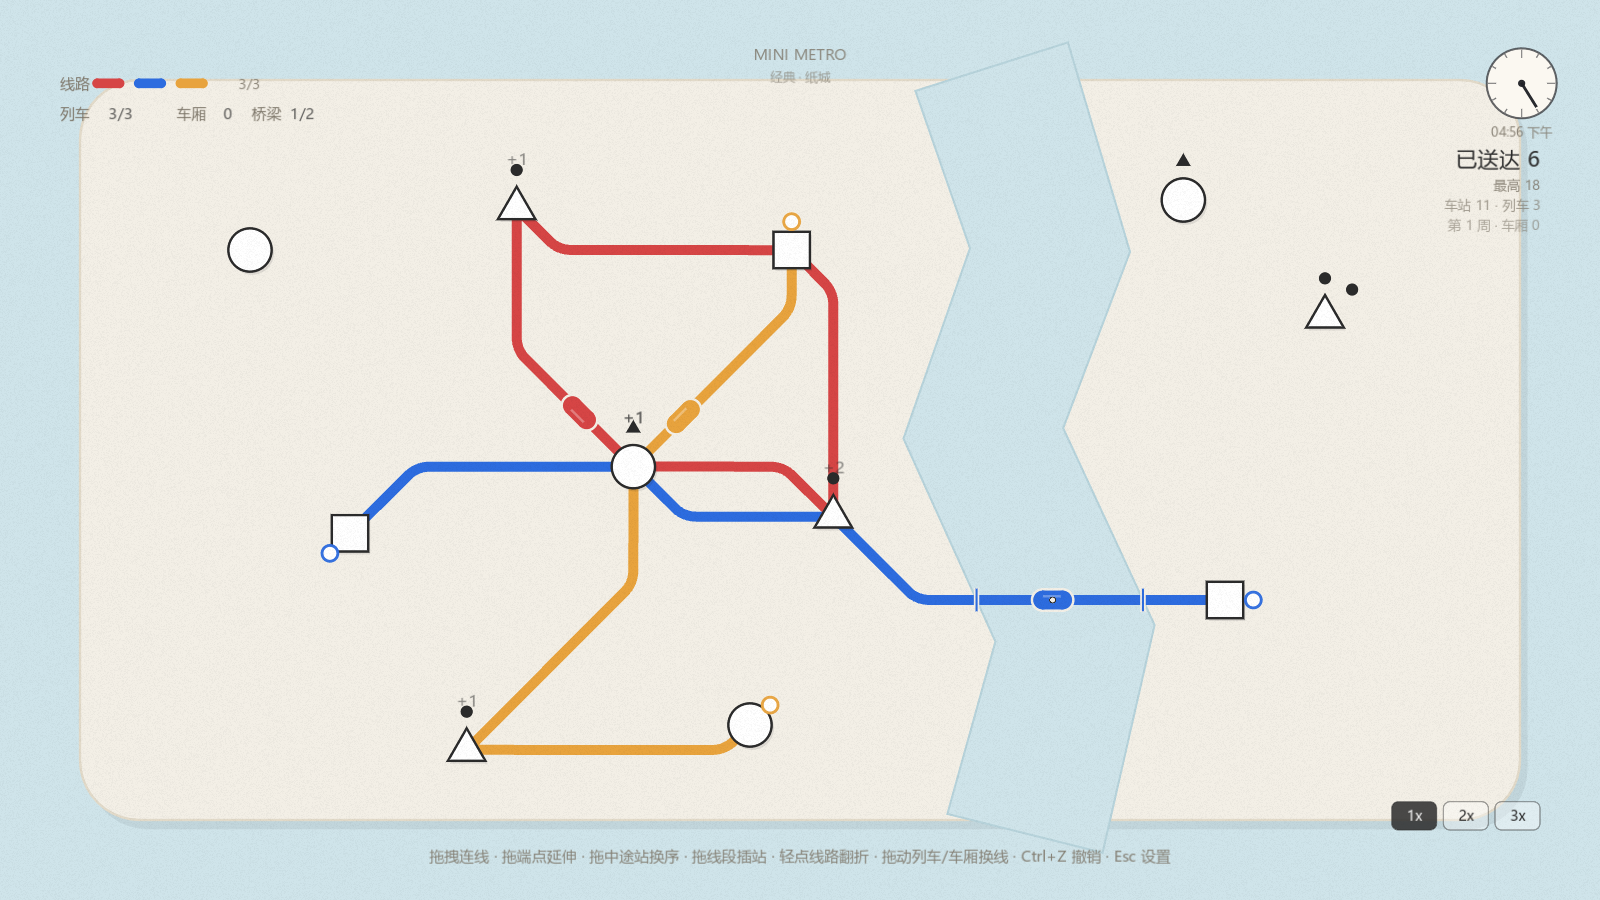 MINI METRO
经典 · 纸城
线路 3/3
列车 3/3 车厢 0 桥梁 1/2
04:56 下午
已送达 6
最高 18
车站 11 · 列车 3
第 1 周 · 车厢 0
+1
+1
+2
+1
1x 2x 3x
拖拽连线 · 拖端点延伸 · 拖中途站换序 · 拖线段插站 · 轻点线路翻折 · 拖动列车/车厢换线 · Ctrl+Z 撤销 · Esc 设置